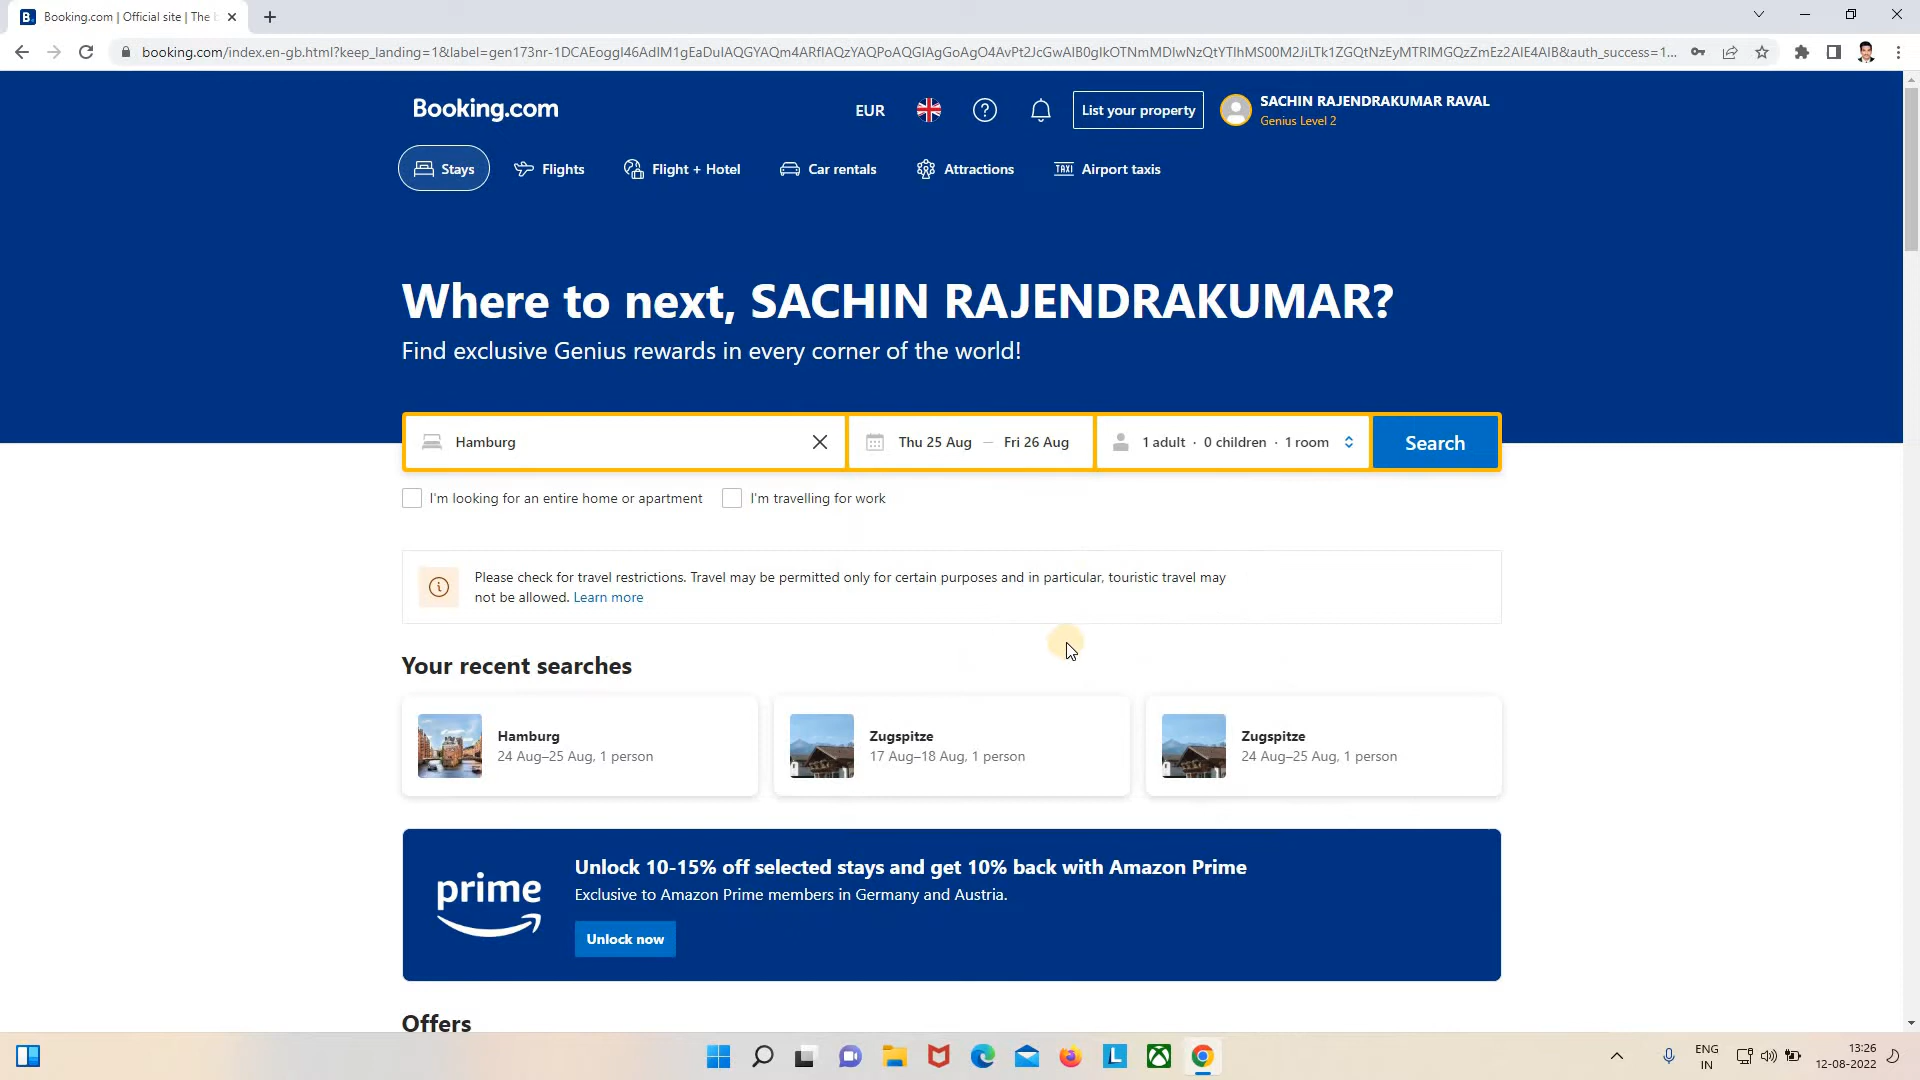 Booking.com | Official site | The b
booking.com/index.en-gb.html?keep_landing=1&label=gen173nr-
Booking.com
EUR
List your property
SACHIN RAJENDRAKUMAR RAVAL
Genius Level 2
Stays
Flights
Flight + Hotel
Car rentals
Attractions
TAXI
Airport taxis
Where to next, SACHIN RAJENDRAKUMAR?
Find exclusive Genius rewards in every corner of the world!
Hamburg
Thu 25 Aug — Fri 26 Aug
1 adult · 0 children · 1 room
Search
I'm looking for an entire home or apartment
I'm travelling for work
Please check for travel restrictions. Travel may be permitted only for certain purposes and in particular, touristic travel may
not be allowed. Learn more
Your recent searches
Hamburg
24 Aug–25 Aug, 1 person
Zugspitze
17 Aug–18 Aug, 1 person
Zugspitze
24 Aug–25 Aug, 1 person
prime
Unlock 10-15% off selected stays and get 10% back with Amazon Prime
Exclusive to Amazon Prime members in Germany and Austria.
Unlock now
Offers
ENG
IN
13:26
12-08-2022